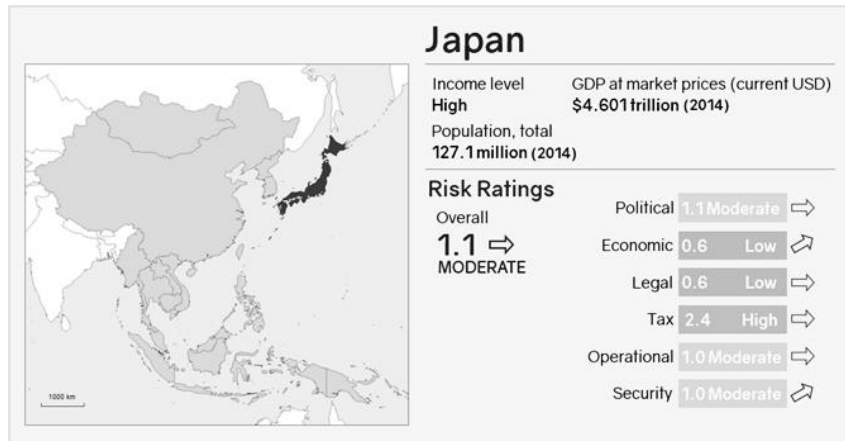 Japan
Income level
High
GDP at market prices (current USD)
$4.601 trillion (2014)
Population, total
127.1 million (2014)
Risk Ratings
Overall
1.1
MODERATE
Political 1.1 Moderate
Economic 0.6 Low
Legal 0.6 Low
Tax 2.4 High
Operational 1.0 Moderate
Security 1.0 Moderate
1000 km